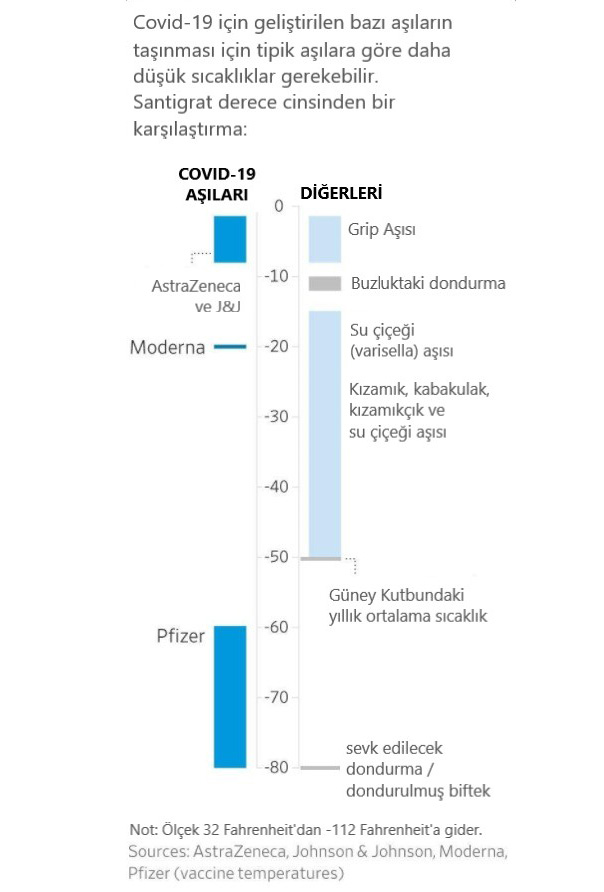 Covid-19 için geliştirilen bazı aşıların
taşınması için tipik aşılara göre daha
düşük sıcaklıklar gerekebilir.
Santigrat derece cinsinden bir
karşılaştırma:
COVID-19
AŞILARI
DİĞERLERİ
0
Grip Aşısı
-10
Buzluktaki dondurma
AstraZeneca
ve J&J
Moderna
-20
Su çiçeği
(varisella) aşısı
-30
Kızamık, kabakulak,
kızamıkçık ve
su çiçeği aşısı
-40
-50
Güney Kutbundaki
yıllık ortalama sıcaklık
-60
Pfizer
-70
-80
sevk edilecek
dondurma /
dondurulmuş biftek
Not: Ölçek 32 Fahrenheit'dan -112 Fahrenheit'a gider.
Sources: AstraZeneca, Johnson & Johnson, Moderna,
Pfizer (vaccine temperatures)